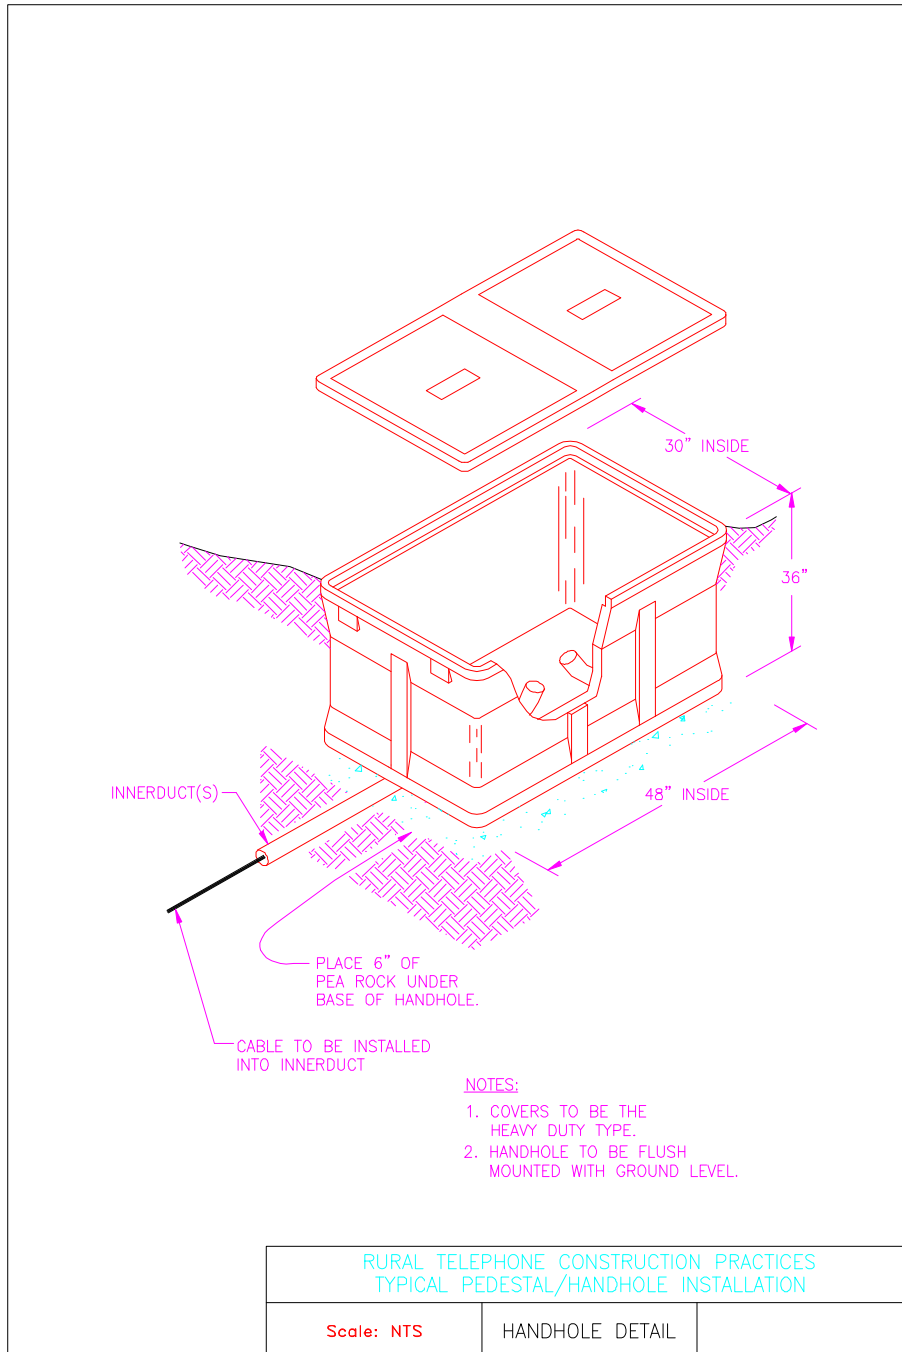 30” INSIDE
36”
48” INSIDE
INNERDUCT(S)
PLACE 6” OF
PEA ROCK UNDER
BASE OF HANDHOLE.
CABLE TO BE INSTALLED
INTO INNERDUCT
NOTES:
1. COVERS TO BE THE
HEAVY DUTY TYPE.
2. HANDHOLE TO BE FLUSH
MOUNTED WITH GROUND LEVEL.
RURAL TELEPHONE CONSTRUCTION PRACTICES
TYPICAL PEDESTAL/HANDHOLE INSTALLATION
Scale: NTS
HANDHOLE DETAIL